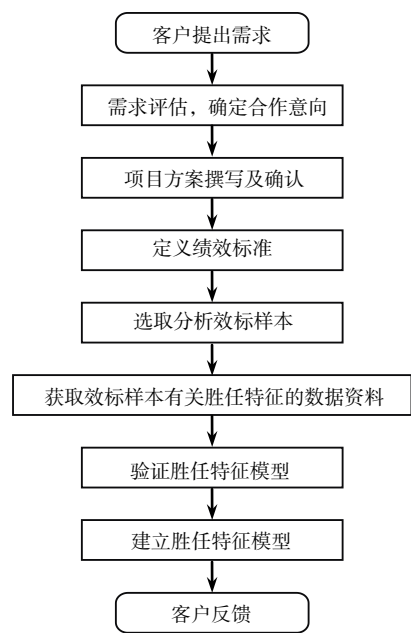 客户提出需求
需求评估，确定合作意向
项目方案撰写及确认
定义绩效标准
选取分析效标样本
获取效标样本有关胜任特征的数据资料
验证胜任特征模型
建立胜任特征模型
客户反馈